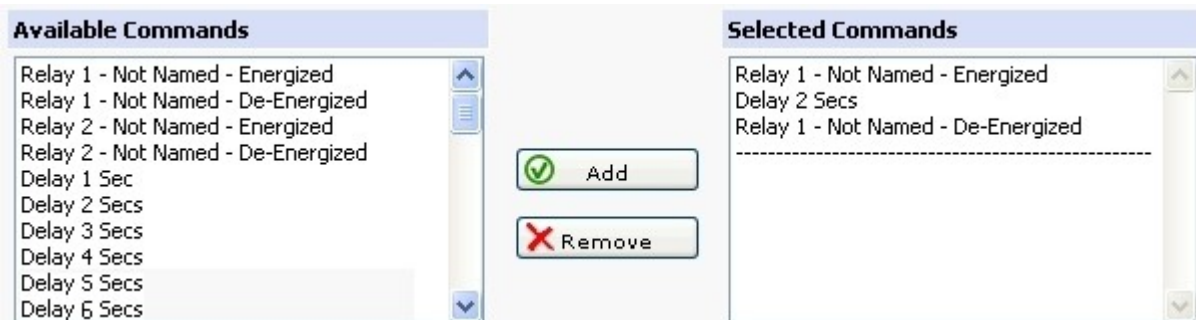 Available Commands
Relay 1 - Not Named - Energized
Relay 1 - Not Named - De-Energized
Relay 2 - Not Named - Energized
Relay 2 - Not Named - De-Energized
Delay 1 Sec
Delay 2 Secs
Delay 3 Secs
Delay 4 Secs
Delay 5 Secs
Delay 6 Secs
Add
Remove
Selected Commands
Relay 1 - Not Named - Energized
Delay 2 Secs
Relay 1 - Not Named - De-Energized
-----------------------------------------------------